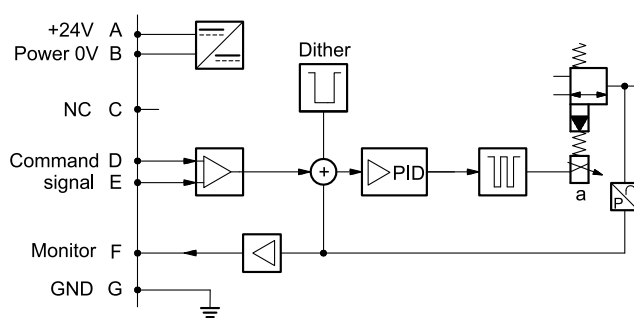 +24V A
Power 0V B
Dither
NC C
Command D
signal E
PID
a
P
Monitor F
GND G